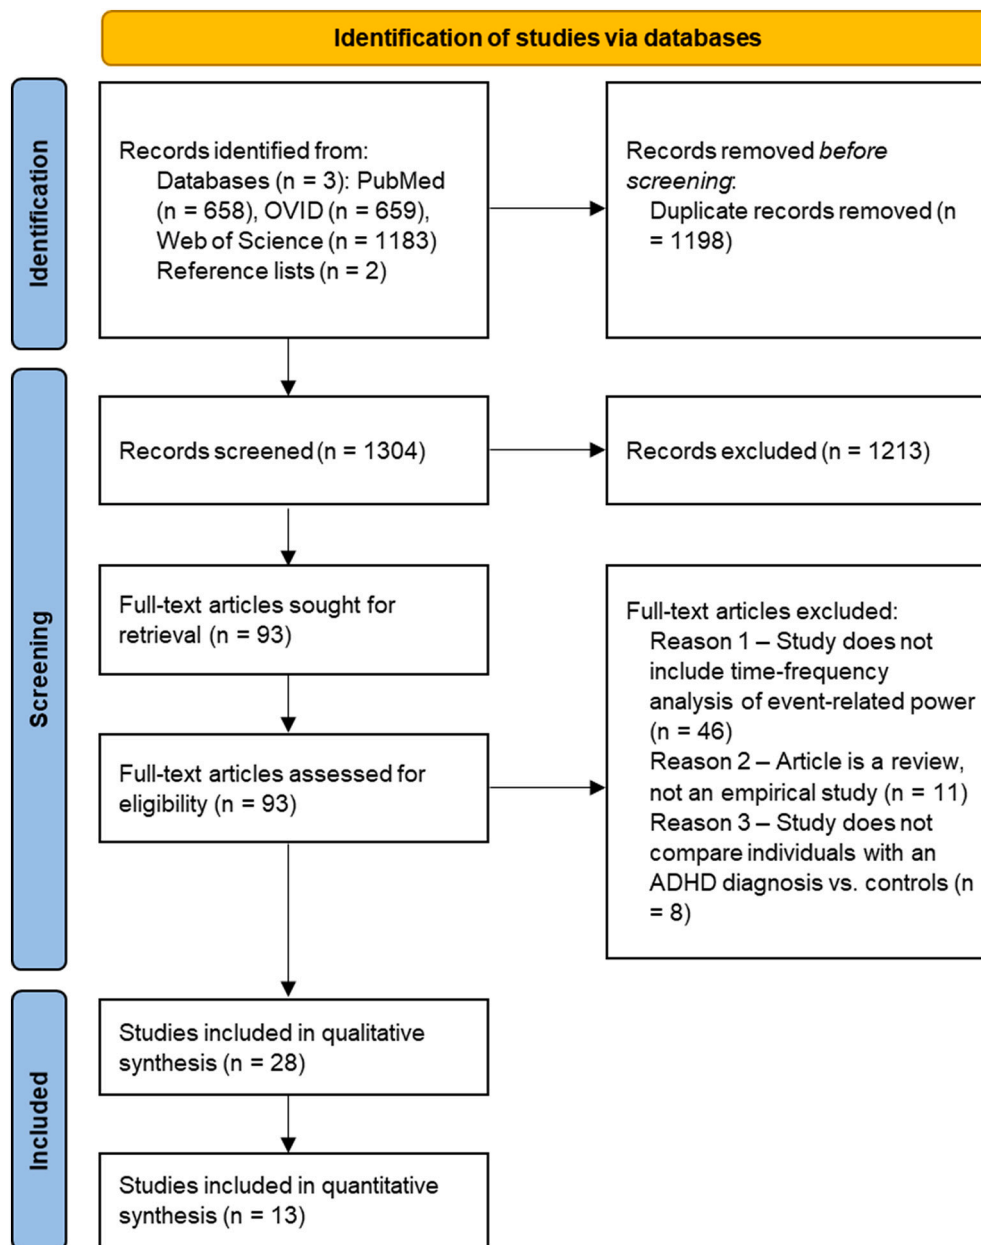 Identification of studies via databases
Identification
Records identified from:
Databases (n = 3): PubMed
(n = 658), OVID (n = 659),
Web of Science (n = 1183)
Reference lists (n = 2)
Records removed before
screening:
Duplicate records removed (n
= 1198)
Screening
Records screened (n = 1304)
Records excluded (n = 1213)
Full-text articles sought for
retrieval (n = 93)
Full-text articles assessed for
eligibility (n = 93)
Full-text articles excluded:
Reason 1 – Study does not
include time-frequency
analysis of event-related power
(n = 46)
Reason 2 – Article is a review,
not an empirical study (n = 11)
Reason 3 – Study does not
compare individuals with an
ADHD diagnosis vs. controls (n
= 8)
Included
Studies included in qualitative
synthesis (n = 28)
Studies included in quantitative
synthesis (n = 13)